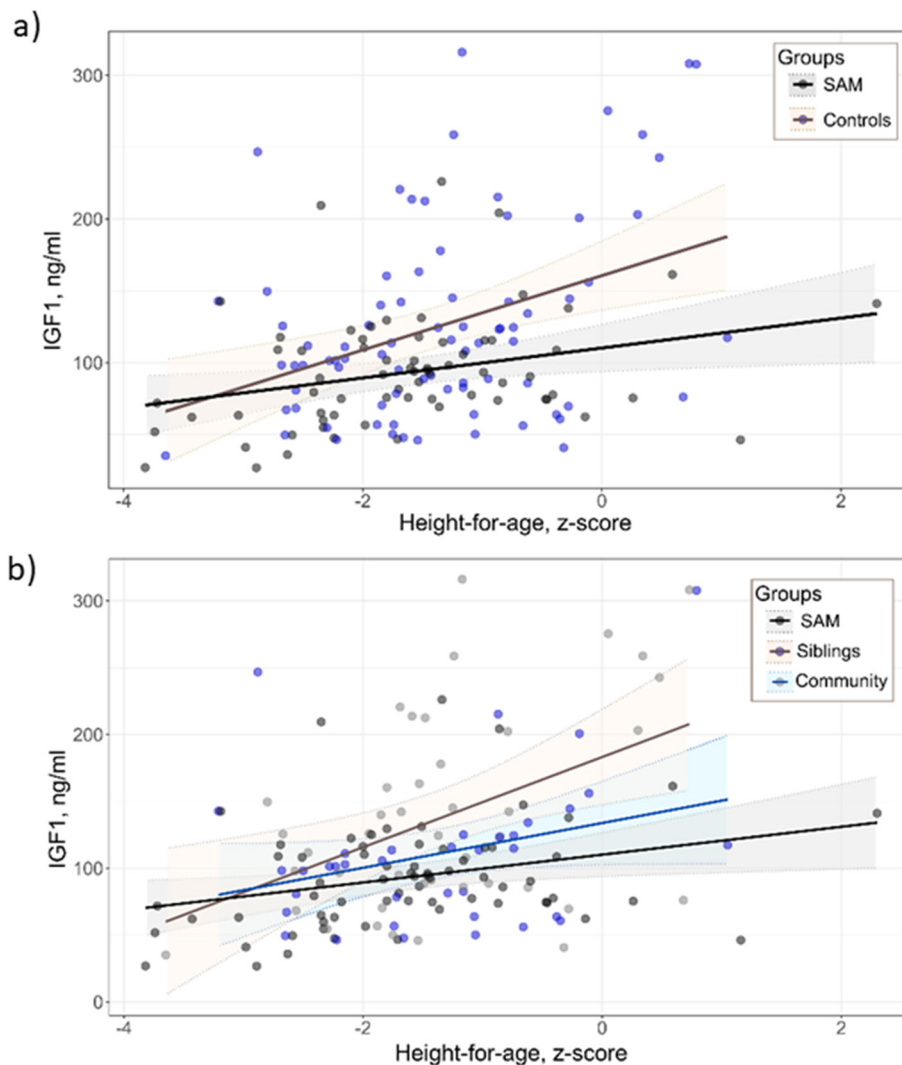 a)
Groups
SAM
Controls
300
200
100
IGF1, ng/ml
-4 -2 0 2
Height-for-age, z-score
b)
Groups
SAM
Siblings
Community
300
200
100
0
IGF1, ng/ml
-4 -2 0 2
Height-for-age, z-score